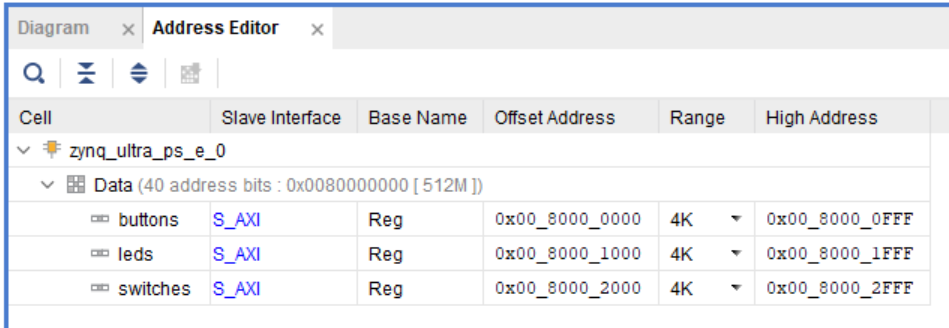 Diagram × Address Editor ×
Cell Slave Interface Base Name Offset Address Range High Address
zynq_ultra_ps_e_0
Data (40 address bits : 0x0080000000 [ 512M ])
buttons S_AXI Reg 0x00_8000_0000 4K 0x00_8000_0FFF
leds S_AXI Reg 0x00_8000_1000 4K 0x00_8000_1FFF
switches S_AXI Reg 0x00_8000_2000 4K 0x00_8000_2FFF